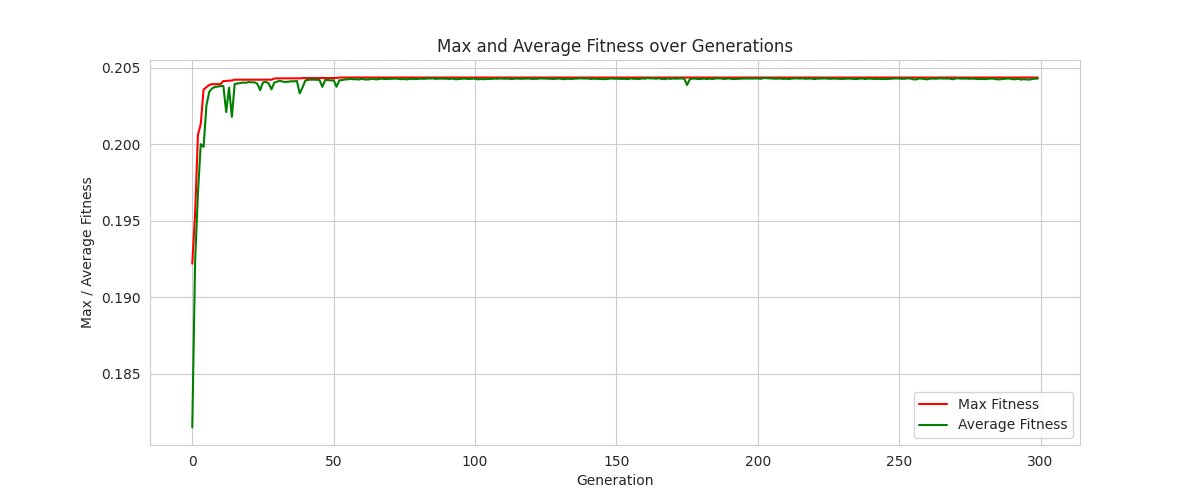 Max and Average Fitness over Generations
Max / Average Fitness
0.205
0.200
0.195
0.190
0.185
0
50
100
150
200
250
300
Generation
Max Fitness
Average Fitness